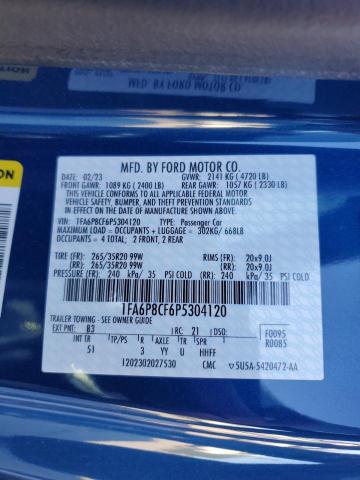 MFD. BY FORD MOTOR CO.
DATE: 02/23 GVWR: 2141 KG ( 4720 LB)
FRONT GAWR: 1089 KG ( 2400 LB) REAR GAWR: 1057 KG ( 2330 LB)
THIS VEHICLE CONFORMS TO ALL APPLICABLE FEDERAL MOTOR
VEHICLE SAFETY, BUMPER, AND THEFT PREVENTION STANDARDS
IN EFFECT ON THE DATE OF MANUFACTURE SHOWN ABOVE.
VIN: 1FA6P8CF6P5304120 TYPE: Passenger Car
MAXIMUM LOAD = OCCUPANTS + LUGGAGE = 302KG/ 668LB
OCCUPANTS = 4 TOTAL; 2 FRONT, 2 REAR
TIRE (FR): 265/35R20 99W RIMS (FR): 20x9.0J
(RR): 265/35R20 99W (RR): 20x9.0J
PRESSURE(FR): 240 kPa/ 35 PSI COLD (RR): 240 kPa/ 35 PSI COLD
1FA6P8CF6P5304120
TRAILER TOWING - SEE OWNER GUIDE
EXT PNT: B3 RC: 21 DSO: F0095
R0085
INT TR TP/PS R AXLE TR SPR
51 3 YY U HHFF
1202302027530 CMC 5U5A-5420472-AA